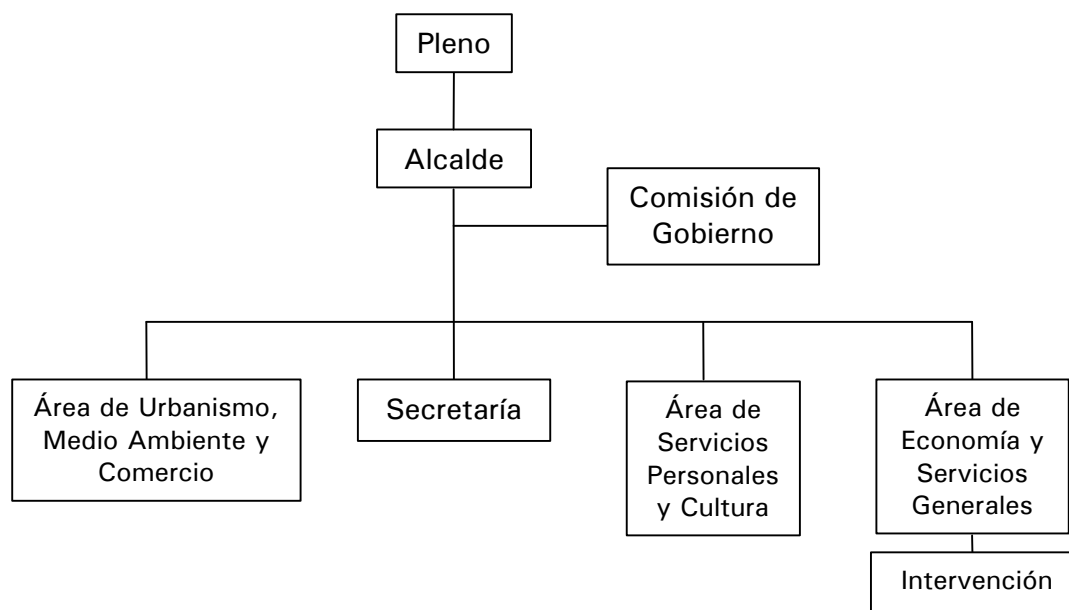 Pleno
Alcalde
Comisión de
Gobierno
Área de Urbanismo,
Medio Ambiente y
Comercio
Secretaría
Área de
Servicios
Personales
y Cultura
Área de
Economía y
Servicios
Generales
Intervención